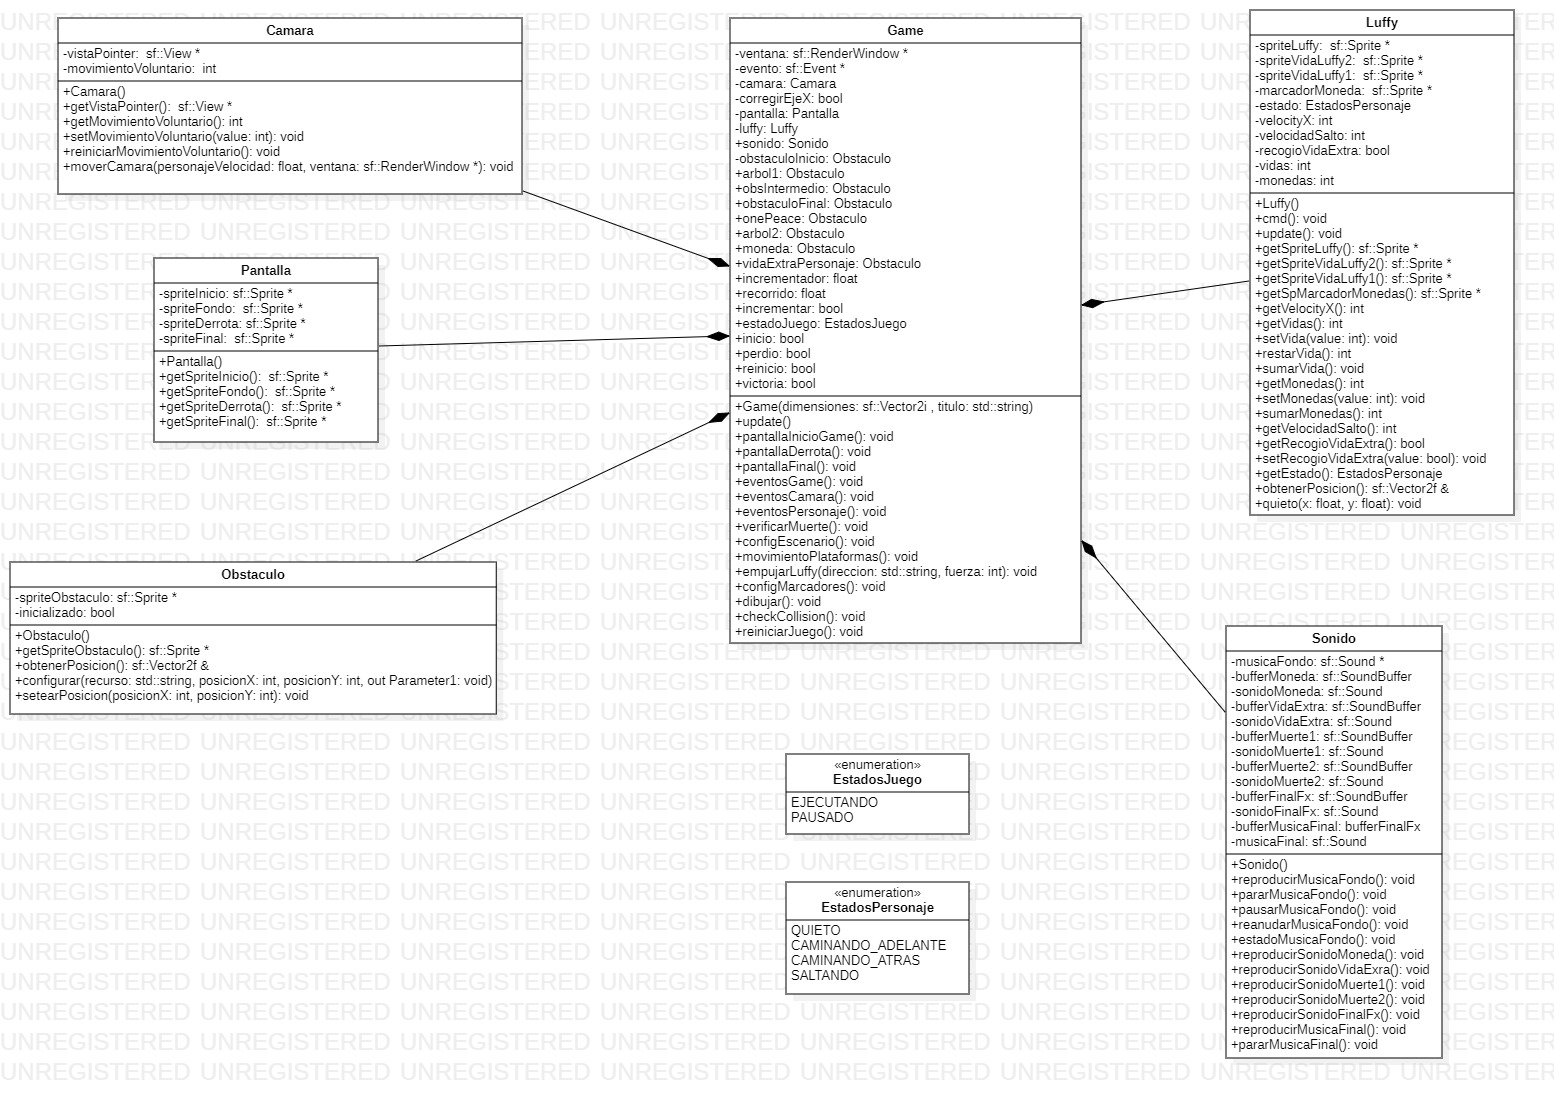 Camara
-vistaPointer:  sf::View *
-movimientoVoluntario:  int
+Camara()
+getVistaPointer():  sf::View *
+getMovimientoVoluntario(): int
+setMovimientoVoluntario(value: int): void
+reiniciarMovimientoVoluntario(): void
+moverCamara(personajeVelocidad: float, ventana: sf::RenderWindow *): void
Pantalla
-spriteInicio: sf::Sprite *
-spriteFondo:  sf::Sprite *
-spriteDerrota: sf::Sprite *
-spriteFinal:  sf::Sprite *
+Pantalla()
+getSpriteInicio():  sf::Sprite *
+getSpriteFondo():  sf::Sprite *
+getSpriteDerrota():  sf::Sprite *
+getSpriteFinal():  sf::Sprite *
Obstaculo
-spriteObstaculo: sf::Sprite *
-inicializado: bool
+Obstaculo()
+getSpriteObstaculo(): sf::Sprite *
+obtenerPosicion(): sf::Vector2f &
+configurar(recurso: std::string, posicionX: int, posicionY: int, out Parameter1: void)
+setearPosicion(posicionX: int, posicionY: int): void
Game
-ventana: sf::RenderWindow *
-evento: sf::Event *
-camara: Camara
-corregirEjeX: bool
-pantalla: Pantalla
-luffy: Luffy
+sonido: Sonido
-obstaculoInicio: Obstaculo
+arbol1: Obstaculo
+obsIntermedio: Obstaculo
+obstaculoFinal: Obstaculo
+onePeace: Obstaculo
+arbol2: Obstaculo
+moneda: Obstaculo
+vidaExtraPersonaje: Obstaculo
+incrementador: float
+recorrido: float
+incrementar: bool
+estadoJuego: EstadosJuego
+inicio: bool
+perdio: bool
+reinicio: bool
+victoria: bool
+Game(dimensiones: sf::Vector2i , titulo: std::string)
+update()
+pantallaInicioGame(): void
+pantallaDerrota(): void
+pantallaFinal(): void
+eventosGame(): void
+eventosCamara(): void
+eventosPersonaje(): void
+verificarMuerte(): void
+configEscenario(): void
+movimientoPlataformas(): void
+empujarLuffy(direccion: std::string, fuerza: int): void
+configMarcadores(): void
+dibujar(): void
+checkCollision(): void
+reiniciarJuego(): void
«enumeration»
EstadosJuego
EJECUTANDO
PAUSADO
«enumeration»
EstadosPersonaje
QUIETO
CAMINANDO_ADELANTE
CAMINANDO_ATRAS
SALTANDO
Luffy
-spriteLuffy:  sf::Sprite *
-spriteVidaLuffy2:  sf::Sprite *
-spriteVidaLuffy1:  sf::Sprite *
-marcadorMoneda:  sf::Sprite *
-estado: EstadosPersonaje
-velocityX: int
-velocidadSalto: int
-recogioVidaExtra: bool
-vidas: int
-monedas: int
+Luffy()
+cmd(): void
+update(): void
+getSpriteLuffy(): sf::Sprite *
+getSpriteVidaLuffy2(): sf::Sprite *
+getSpriteVidaLuffy1(): sf::Sprite *
+getSpMarcadorMonedas(): sf::Sprite *
+getVelocityX(): int
+getVidas(): int
+setVida(value: int): void
+restarVida(): int
+sumarVida(): void
+getMonedas(): int
+setMonedas(value: int): void
+sumarMonedas(): int
+getVelocidadSalto(): int
+getRecogioVidaExtra(): bool
+setRecogioVidaExtra(value: bool): void
+getEstado(): EstadosPersonaje
+obtenerPosicion(): sf::Vector2f &
+quieto(x: float, y: float): void
Sonido
-musicaFondo: sf::Sound *
-bufferMoneda: sf::SoundBuffer
-sonidoMoneda: sf::Sound
-bufferVidaExtra: sf::SoundBuffer
-sonidoVidaExtra: sf::Sound
-bufferMuerte1: sf::SoundBuffer
-sonidoMuerte1: sf::Sound
-bufferMuerte2: sf::SoundBuffer
-sonidoMuerte2: sf::Sound
-bufferFinalFx: sf::SoundBuffer
-sonidoFinalFx: sf::Sound
-bufferMusicaFinal: bufferFinalFx
-musicaFinal: sf::Sound
+Sonido()
+reproducirMusicaFondo(): void
+pararMusicaFondo(): void
+pausarMusicaFondo(): void
+reanudarMusicaFondo(): void
+estadoMusicaFondo(): void
+reproducirSonidoMoneda(): void
+reproducirSonidoVidaExra(): void
+reproducirSonidoMuerte1(): void
+reproducirSonidoMuerte2(): void
+reproducirSonidoFinalFx(): void
+reproducirMusicaFinal(): void
+pararMusicaFinal(): void
UNREGISTERED